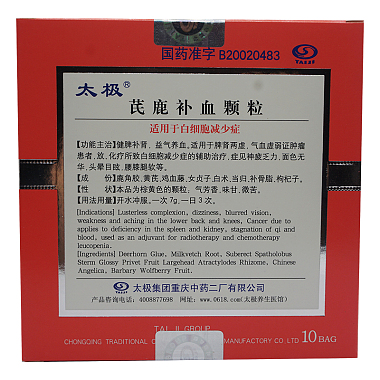 国药准字 B20020483
TAIJI
太极®
芪鹿补血颗粒
适用于白细胞减少症
【功能主治】健脾补肾，益气养血。适用于脾肾两虚、气血虚弱证肿瘤
患者，放、化疗所致白细胞减少症的辅助治疗，症见神疲乏力，面色无
华，头晕目眩，腰膝酸软等。
【成　份】鹿角胶、黄芪、鸡血藤、女贞子、白术、当归、补骨脂、枸杞子。
【性　状】本品为棕黄色的颗粒；气芳香，味甘、微苦。
【用法用量】开水冲服。一次7g，一日3次。
[Indications] Lusterless complexion, dizziness, blurred vision,
weakness and aching in the lower back and knees, Cancer due to
applies to deficiency in the spleen and kidney, stagnation of qi and
blood, used as an adjuvant for radiotherapy and chemotherapy
leucopenia.
[Ingredients] Deerhorn Glue, Milkvetch Root, Suberect Spatholobus
Sterm Glossy Privet Fruit Largehead Atractylodes Rhizome, Chinese
Angelica, Barbary Wolfberry Fruit.
太极集团重庆中药二厂有限公司
产品咨询电话：4008877698　网址：www.0618.com（太极养生医馆）
TAI JI GROUP
CHONGQING TRADITIONAL MANUFACTORY CO LTD 10 BAG